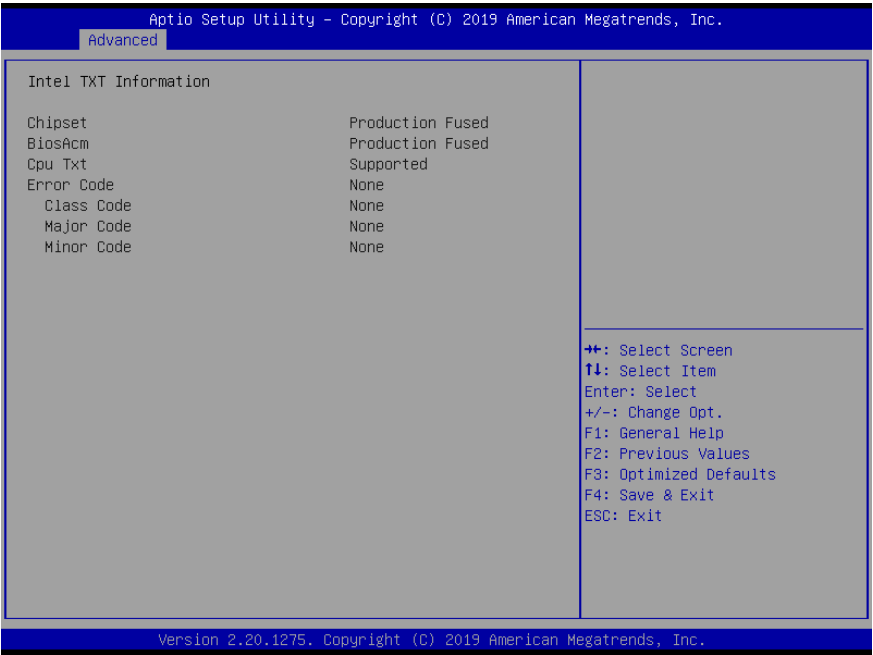 Aptio Setup Utility – Copyright (C) 2019 American Megatrends, Inc.
Advanced
Intel TXT Information
Chipset Production Fused
BiosAcm Production Fused
Cpu Txt Supported
Error Code None
Class Code None
Major Code None
Minor Code None
→←: Select Screen
↑↓: Select Item
Enter: Select
+/-: Change Opt.
F1: General Help
F2: Previous Values
F3: Optimized Defaults
F4: Save & Exit
ESC: Exit
Version 2.20.1275. Copyright (C) 2019 American Megatrends, Inc.